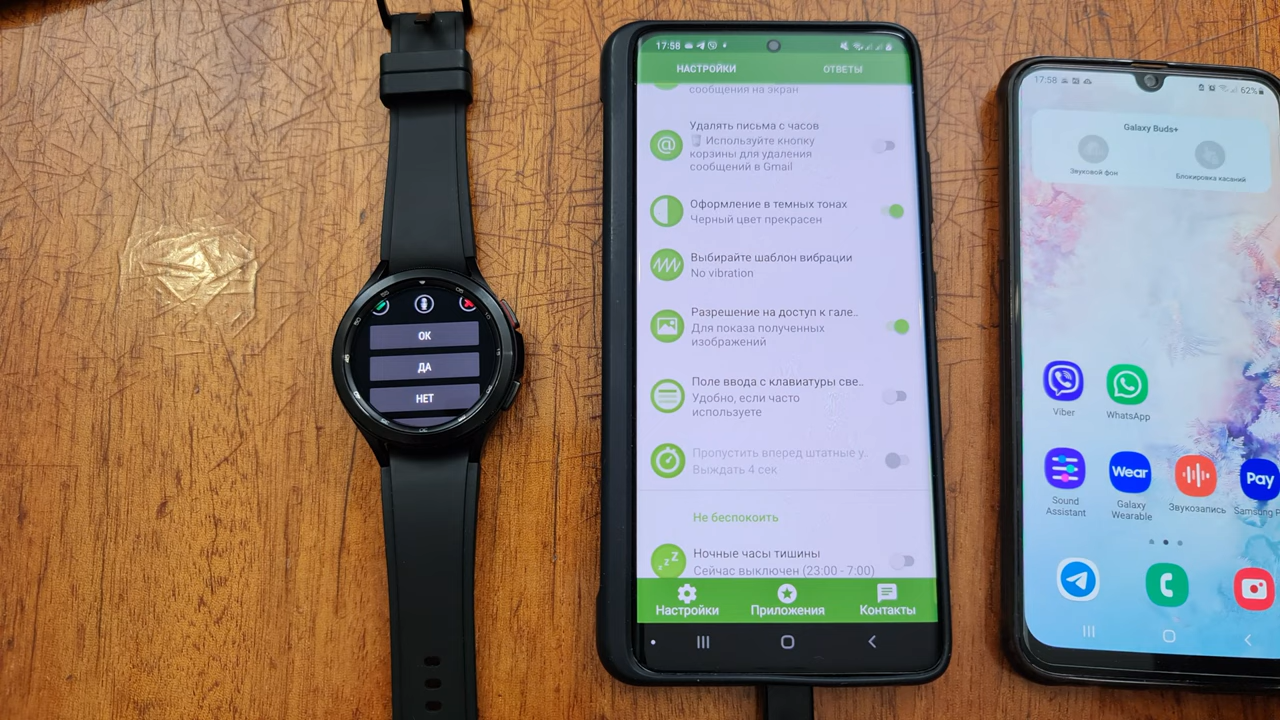 ОК
ДА
НЕТ
17:58
НАСТРОЙКИ
ОТВЕТЫ
сообщения на экран
Удалять письма с часов
Используйте кнопку
корзины для удаления
сообщений в Gmail
Оформление в темных тонах
Черный цвет прекрасен
Выбирайте шаблон вибрации
No vibration
Разрешение на доступ к гале..
Для показа полученных
изображений
Поле ввода с клавиатуры све..
Удобно, если часто
используете
Пропустить вперед штатные у..
Выждать 4 сек
Не беспокоить
Ночные часы тишины
Сейчас выключен (23:00 - 7:00)
Настройки
Приложения
Контакты
17:58
62%
Galaxy Buds+
Звуковой фон
Блокировка касаний
Viber
WhatsApp
Wear
Pay
Sound
Assistant
Galaxy
Wearable
Звукозапись
Samsung P